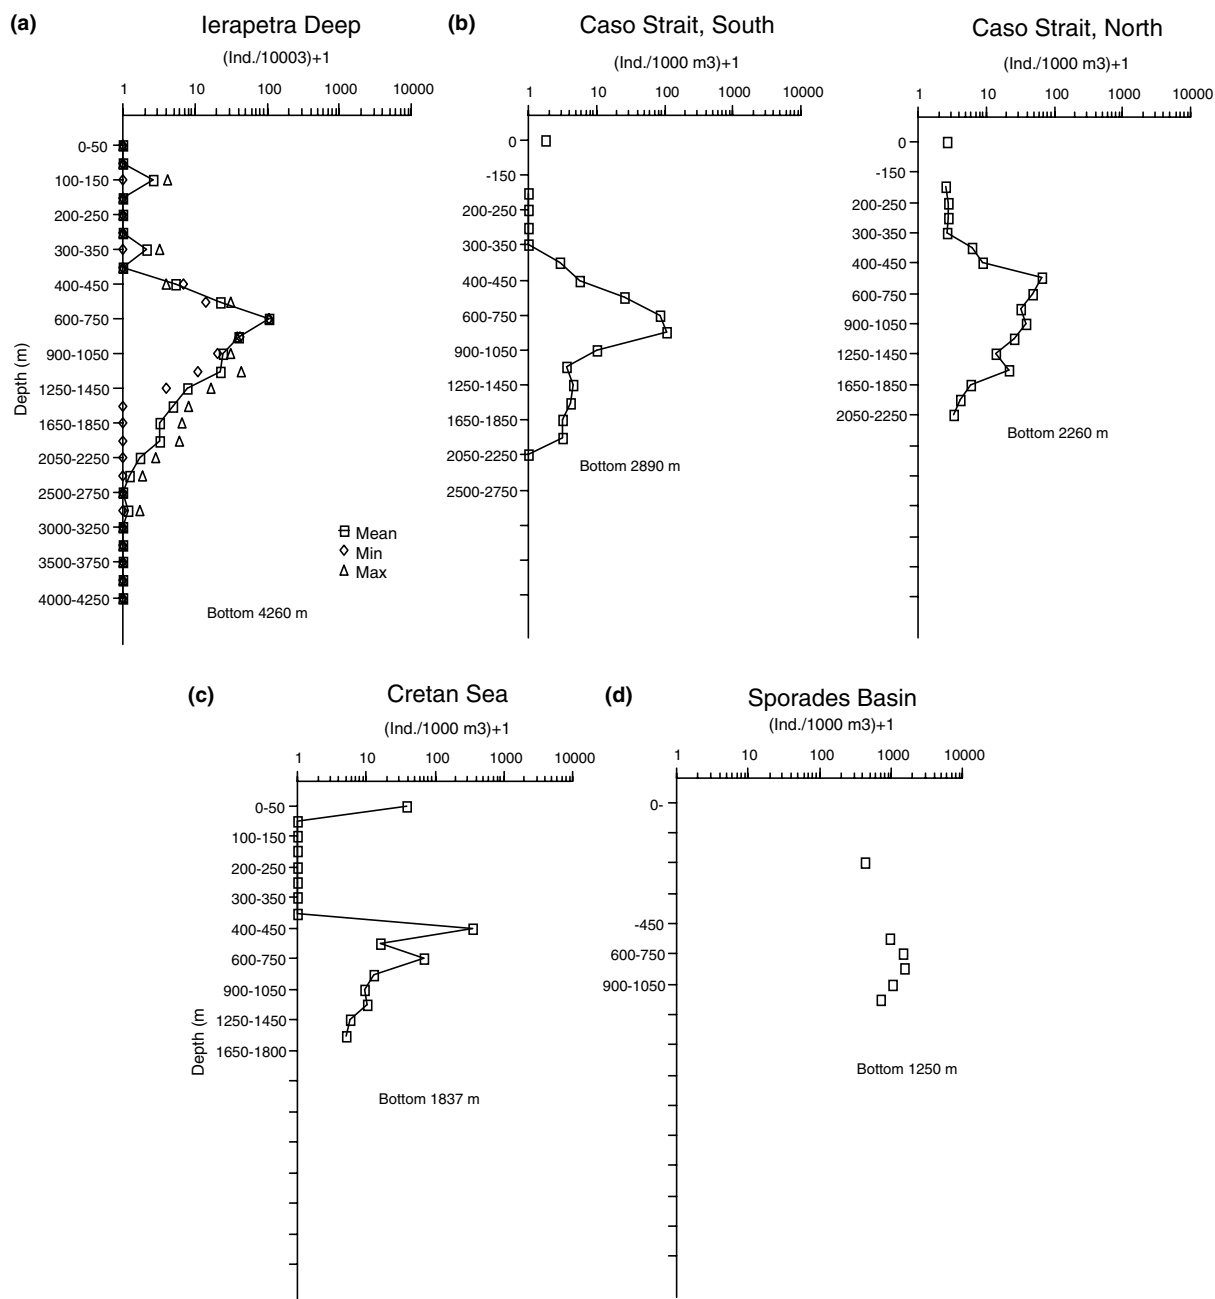 (a)
Ierapetra Deep
(Ind./10003)+1
1 10 100 1000 10000
0-50
100-150
200-250
300-350
400-450
600-750
900-1050
1250-1450
1650-1850
2050-2250
2500-2750
3000-3250
3500-3750
4000-4250
Depth (m)
Mean
Min
Max
Bottom 4260 m
(b)
Caso Strait, South
(Ind./1000 m3)+1
1 10 100 1000 10000
0
-150
200-250
300-350
400-450
600-750
900-1050
1250-1450
1650-1850
2050-2250
2500-2750
Bottom 2890 m
Caso Strait, North
(Ind./1000 m3)+1
1 10 100 1000 10000
0
-150
200-250
300-350
400-450
600-750
900-1050
1250-1450
1650-1850
2050-2250
Bottom 2260 m
(c)
Cretan Sea
(Ind./1000 m3)+1
1 10 100 1000 10000
0-50
100-150
200-250
300-350
400-450
600-750
900-1050
1250-1450
1650-1800
Depth (m
Bottom 1837 m
(d)
Sporades Basin
(Ind./1000 m3)+1
1 10 100 1000 10000
0-
-450
600-750
900-1050
Bottom 1250 m